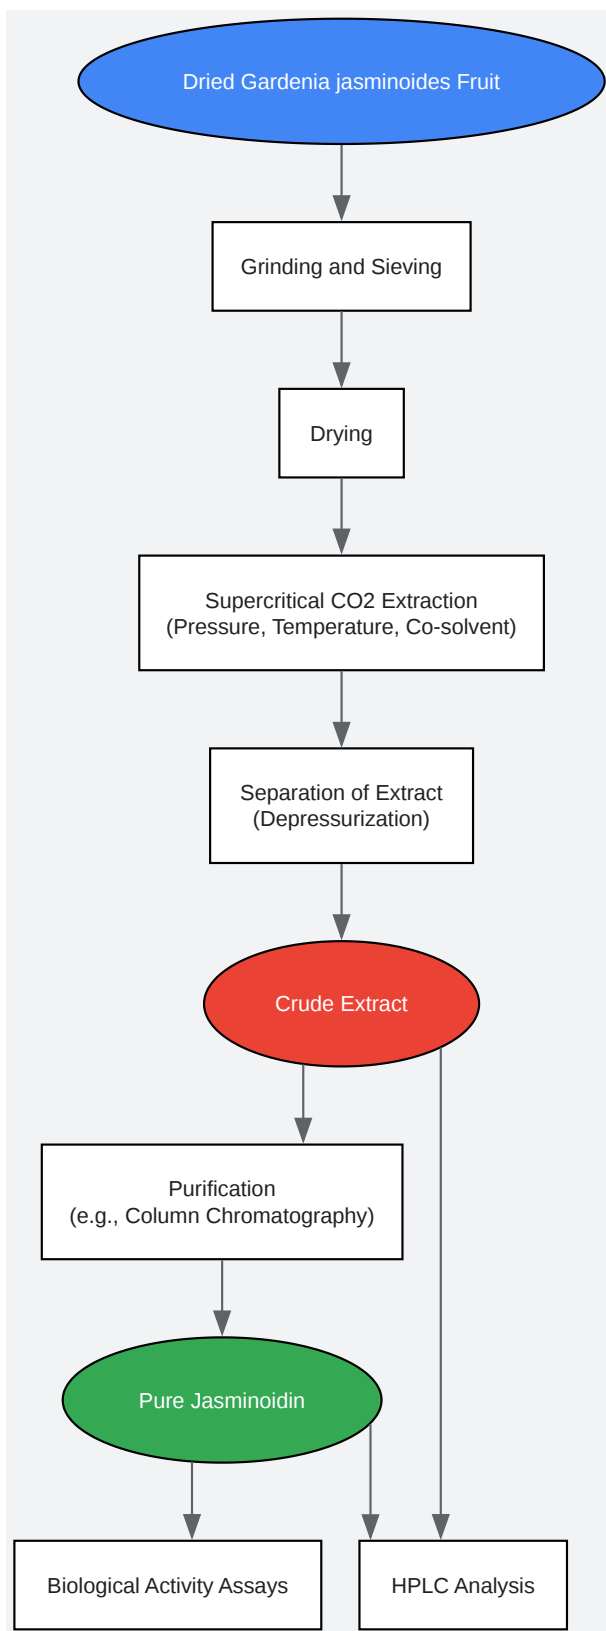 Dried Gardenia jasminoides Fruit
Grinding and Sieving
Drying
Supercritical CO2 Extraction
(Pressure, Temperature, Co-solvent)
Separation of Extract
(Depressurization)
Crude Extract
Purification
(e.g., Column Chromatography)
Pure Jasminoidin
Biological Activity Assays
HPLC Analysis